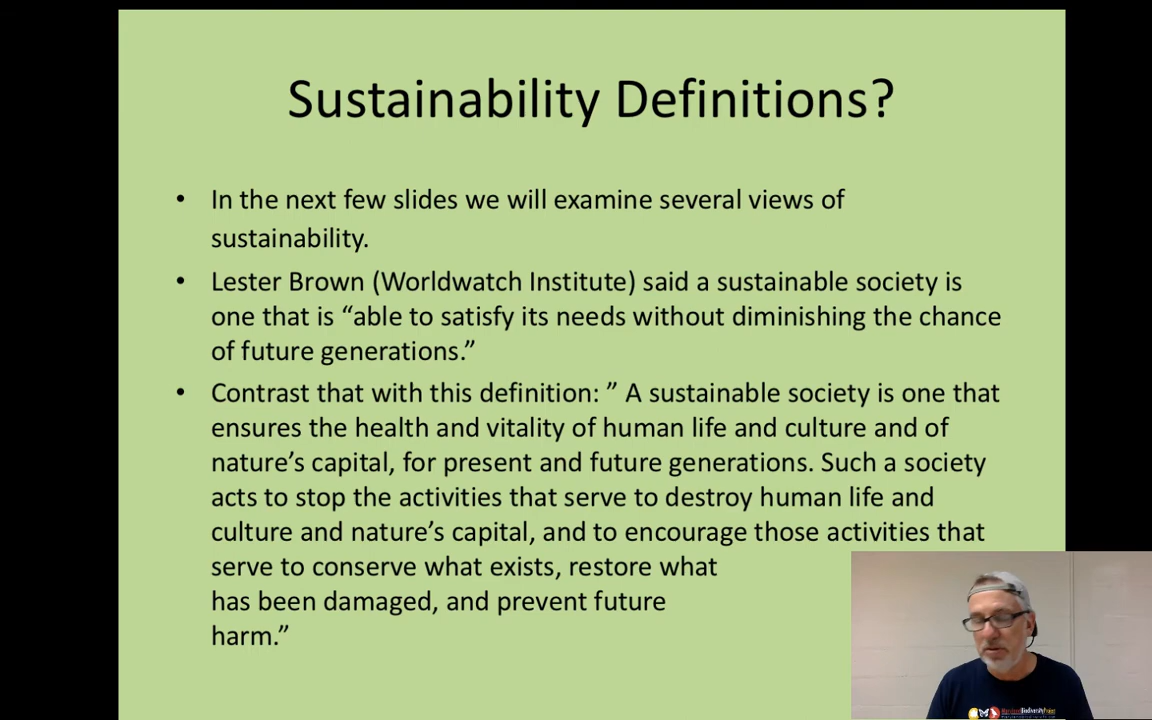 Sustainability Definitions?
• In the next few slides we will examine several views of
sustainability.
• Lester Brown (Worldwatch Institute) said a sustainable society is
one that is “able to satisfy its needs without diminishing the chance
of future generations.”
• Contrast that with this definition: ” A sustainable society is one that
ensures the health and vitality of human life and culture and of
nature’s capital, for present and future generations. Such a society
acts to stop the activities that serve to destroy human life and
culture and nature’s capital, and to encourage those activities that
serve to conserve what exists, restore what
has been damaged, and prevent future
harm.”